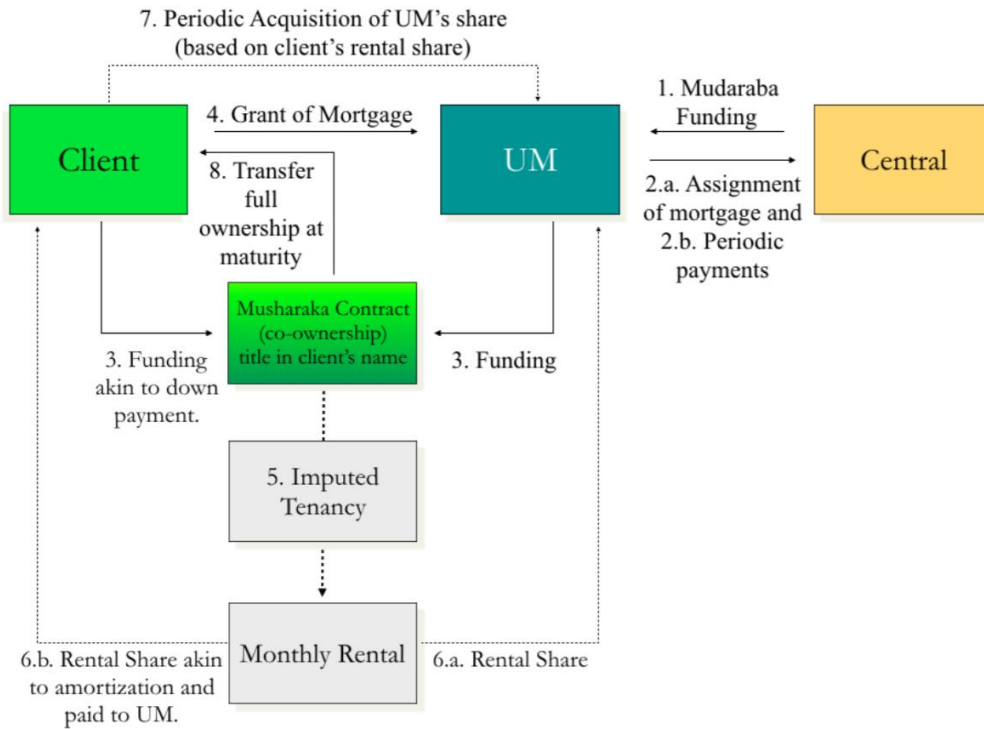 7. Periodic Acquisition of UM's share
(based on client's rental share)
Client
4. Grant of Mortgage
UM
1. Mudaraba
Funding
Central
8. Transfer
full
ownership at
maturity
2.a. Assignment
of mortgage and
2.b. Periodic
payments
Musharaka Contract
(co-ownership)
title in client's name
3. Funding
akin to down
payment.
3. Funding
5. Imputed
Tenancy
Monthly Rental
6.b. Rental Share akin
to amortization and
paid to UM.
6.a. Rental Share